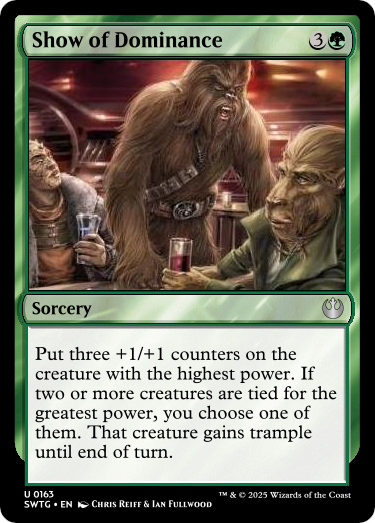 Show of Dominance 3
Sorcery
Put three +1/+1 counters on the
creature with the highest power. If
two or more creatures are tied for the
greatest power, you choose one of
them. That creature gains trample
until end of turn.
U 0163 ™ & © 2025 Wizards of the Coast
SWTG • EN Chris Reiff & Ian Fullwood